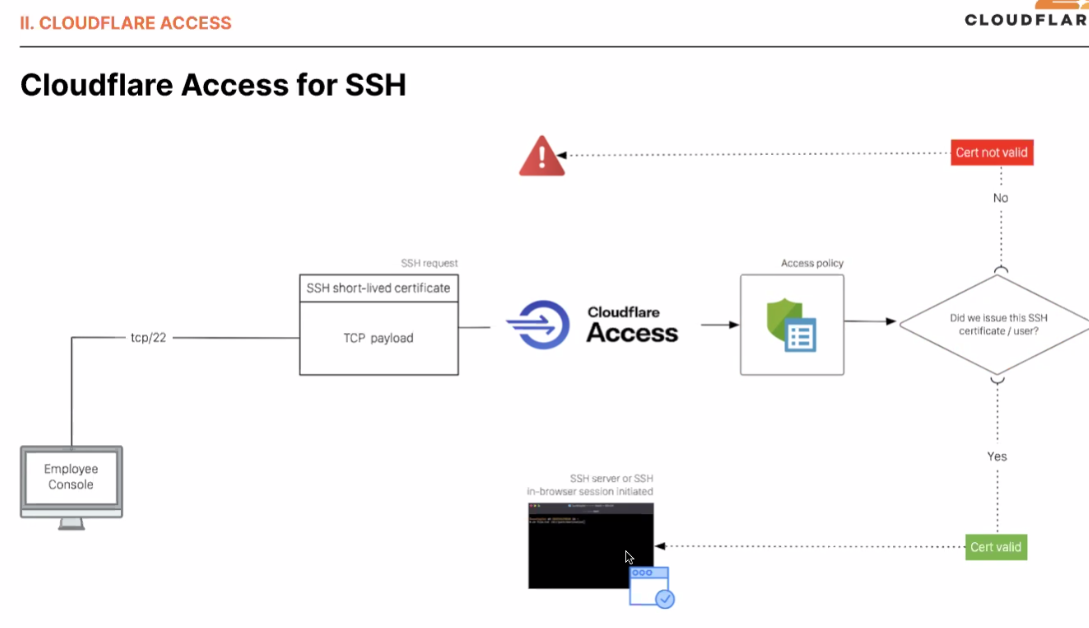 II. CLOUDFLARE ACCESS
CLOUDFLAR
Cloudflare Access for SSH
Cert not valid
No
SSH request
SSH short-lived certificate
TCP payload
tcp/22
Cloudflare
Access
Access policy
Did we issue this SSH
certificate / user?
Employee
Console
Yes
SSH server or SSH
in-browser session initiated
Cert valid